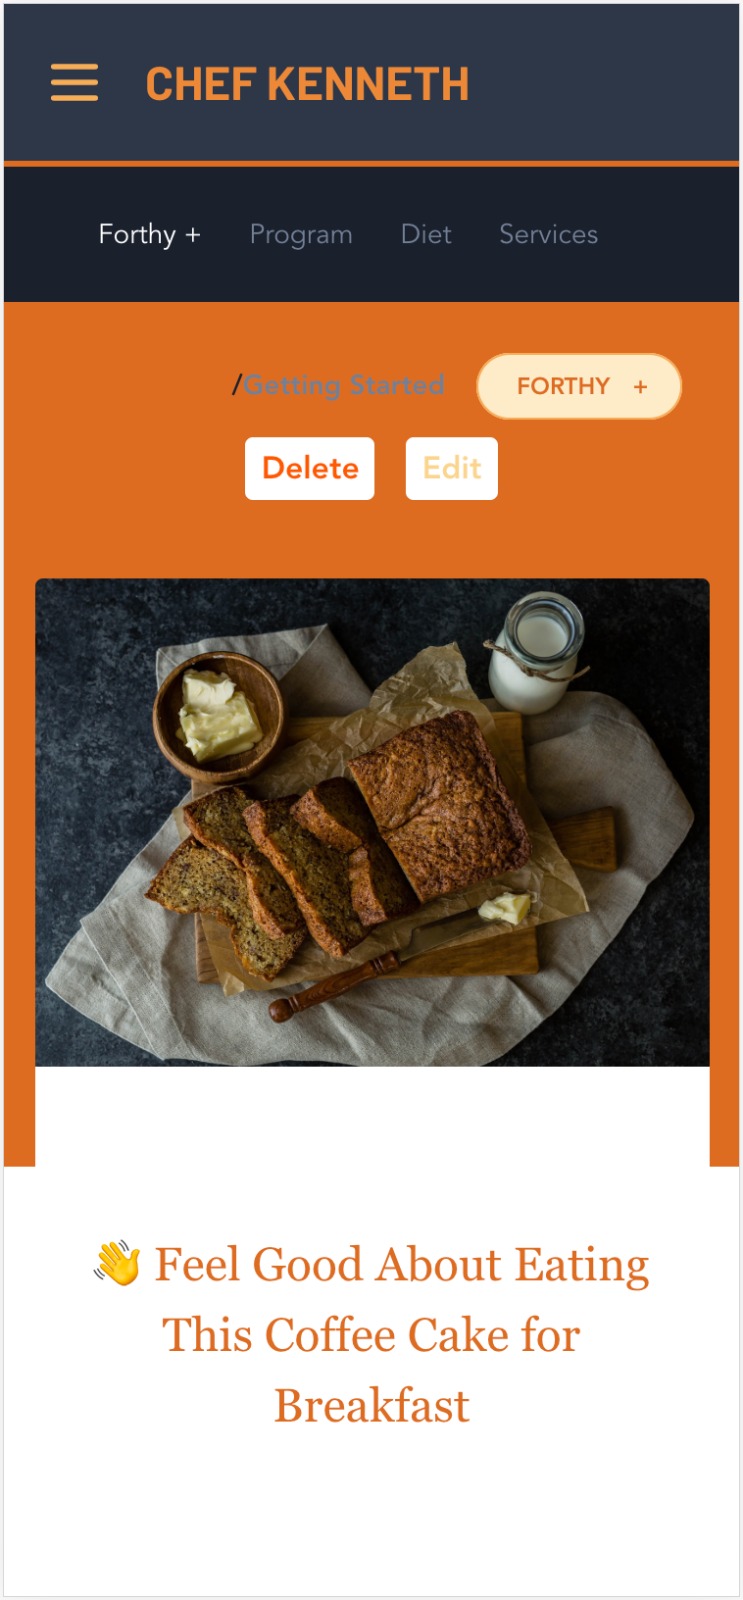 CHEF KENNETH
Forthy + Program Diet Services
/Getting Started FORTHY +
Delete Edit
👋 Feel Good About Eating
This Coffee Cake for
Breakfast